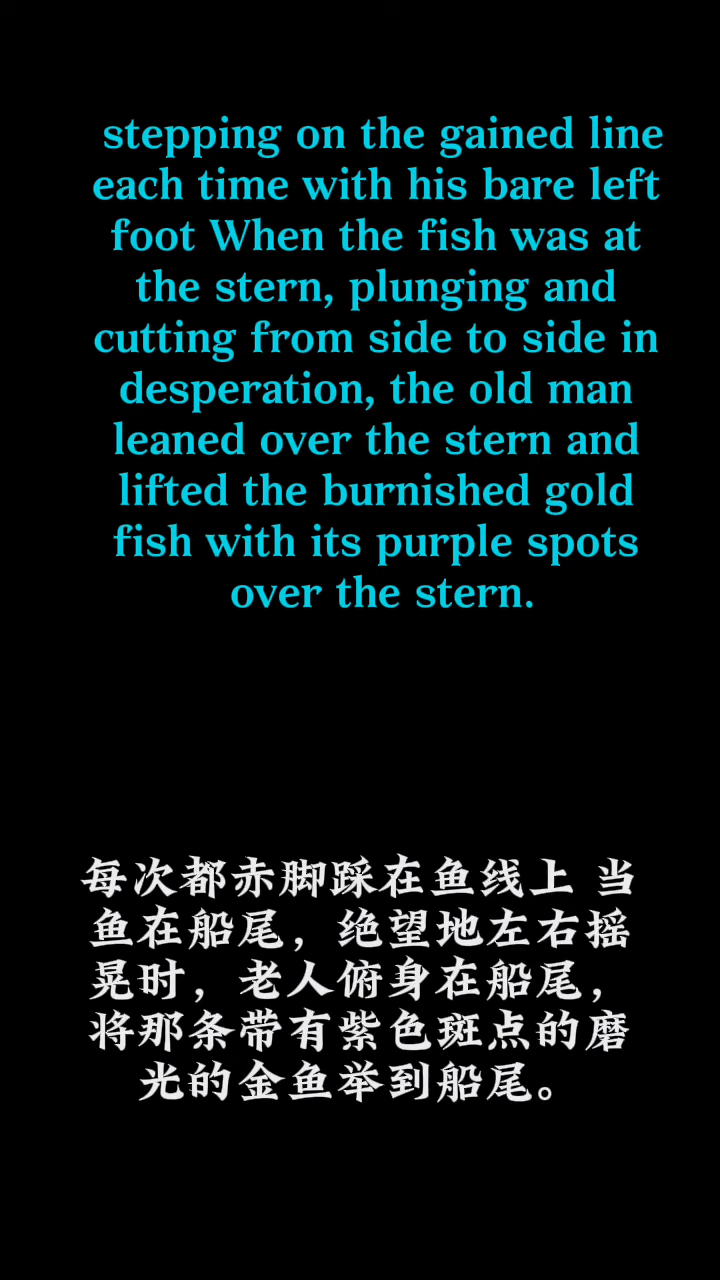 stepping on the gained line
each time with his bare left
foot When the fish was at
the stern, plunging and
cutting from side to side in
desperation, the old man
leaned over the stern and
lifted the burnished gold
fish with its purple spots
over the stern.
每次都赤脚踩在鱼线上 当
鱼在船尾，绝望地左右摇
晃时，老人俯身在船尾，
将那条带有紫色斑点的磨
光的金鱼举到船尾。